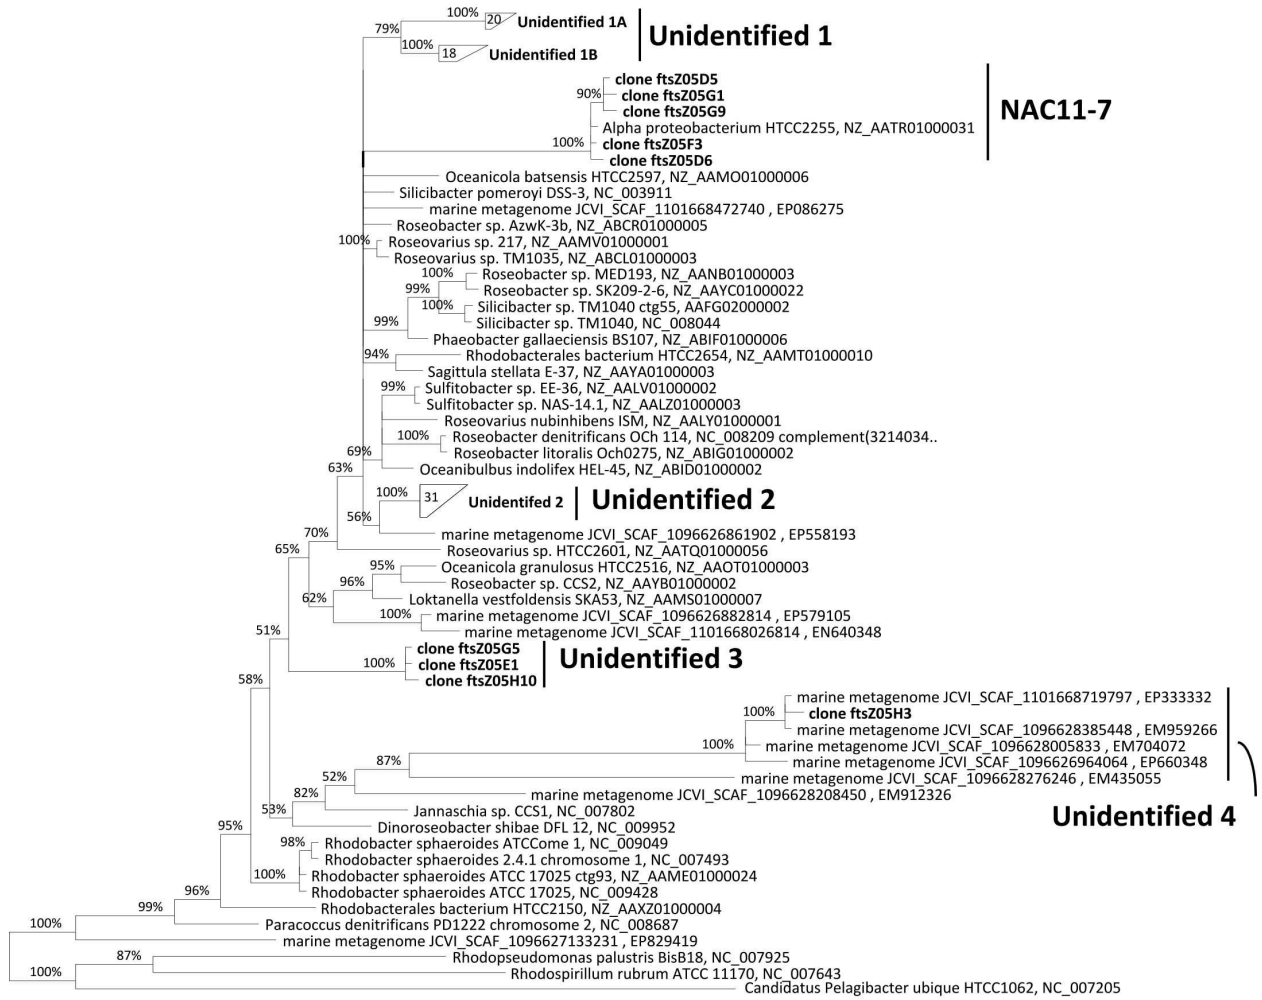 100%
20
Unidentified 1A
79%
Unidentified 1
100%
18
Unidentified 1B
clone ftsZ05D5
90%
clone ftsZ05G1
clone ftsZ05G9
NAC11-7
Alpha proteobacterium HTCC2255, NZ_AATR01000031
100%
clone ftsZ05F3
clone ftsZ05D6
Oceanicola batsensis HTCC2597, NZ_AAMO01000006
Silicibacter pomeroyi DSS-3, NC_003911
marine metagenome JCVI_SCAF_1101668472740 , EP086275
Roseobacter sp. AzwK-3b, NZ_ABCR01000005
100%
Roseovarius sp. 217, NZ_AAMV01000001
Roseovarius sp. TM1035, NZ_ABCL01000003
100%
Roseobacter sp. MED193, NZ_AANB01000003
99%
Roseobacter sp. SK209-2-6, NZ_AAYC01000022
100%
Silicibacter sp. TM1040 ctg55, AAFG02000002
99%
Silicibacter sp. TM1040, NC_008044
Phaeobacter gallaeciensis BS107, NZ_ABIF01000006
94%
Rhodobacterales bacterium HTCC2654, NZ_AAMT01000010
Sagittula stellata E-37, NZ_AAYA01000003
99%
Sulfitobacter sp. EE-36, NZ_AALV01000002
Sulfitobacter sp. NAS-14.1, NZ_AALZ01000003
Roseovarius nubinhibens ISM, NZ_AALY01000001
100%
Roseobacter denitrificans OCh 114, NC_008209 complement(3214034..
69%
Roseobacter litoralis Och0275, NZ_ABIG01000002
63%
Oceanibulbus indolifex HEL-45, NZ_ABID01000002
100%
31
Unidentifed 2
Unidentified 2
56%
70%
marine metagenome JCVI_SCAF_1096626861902 , EP558193
65%
Roseovarius sp. HTCC2601, NZ_AATQ01000056
95%
Oceanicola granulosus HTCC2516, NZ_AAOT01000003
96%
Roseobacter sp. CCS2, NZ_AAYB01000002
62%
Loktanella vestfoldensis SKA53, NZ_AAMS01000007
100%
marine metagenome JCVI_SCAF_1096626882814 , EP579105
51%
marine metagenome JCVI_SCAF_1101668026814 , EN640348
clone ftsZ05G5
100%
clone ftsZ05E1
Unidentified 3
clone ftsZ05H10
58%
marine metagenome JCVI_SCAF_1101668719797 , EP333332
100%
clone ftsZ05H3
marine metagenome JCVI_SCAF_1096628385448 , EM959266
100%
marine metagenome JCVI_SCAF_1096628005833 , EM704072
87%
marine metagenome JCVI_SCAF_1096626964064 , EP660348
52%
marine metagenome JCVI_SCAF_1096628276246 , EM435055
82%
marine metagenome JCVI_SCAF_1096628208450 , EM912326
53%
Jannaschia sp. CCS1, NC_007802
Unidentified 4
95%
Dinoroseobacter shibae DFL 12, NC_009952
98%
Rhodobacter sphaeroides ATCCome 1, NC_009049
Rhodobacter sphaeroides 2.4.1 chromosome 1, NC_007493
100%
Rhodobacter sphaeroides ATCC 17025 ctg93, NZ_AAME01000024
96%
Rhodobacter sphaeroides ATCC 17025, NC_009428
99%
Rhodobacterales bacterium HTCC2150, NZ_AAXZ01000004
100%
Paracoccus denitrificans PD1222 chromosome 2, NC_008687
marine metagenome JCVI_SCAF_1096627133231 , EP829419
87%
Rhodopseudomonas palustris BisB18, NC_007925
100%
Rhodospirillum rubrum ATCC 11170, NC_007643
Candidatus Pelagibacter ubique HTCC1062, NC_007205